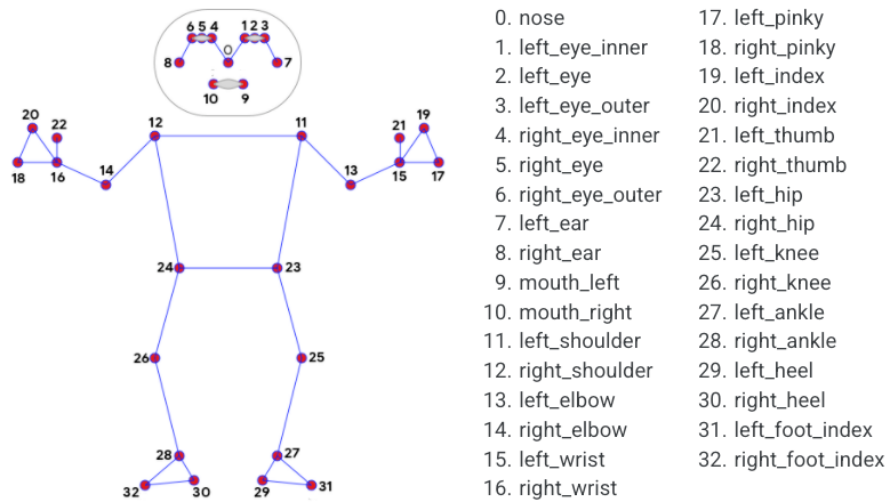 6 5 4 1 2 3
0
8 7
10 9
20 22 12 11 21 19
18 16 14 13 15 17
24 23
26 25
28 27
32 30 29 31
0. nose
1. left_eye_inner
2. left_eye
3. left_eye_outer
4. right_eye_inner
5. right_eye
6. right_eye_outer
7. left_ear
8. right_ear
9. mouth_left
10. mouth_right
11. left_shoulder
12. right_shoulder
13. left_elbow
14. right_elbow
15. left_wrist
16. right_wrist
17. left_pinky
18. right_pinky
19. left_index
20. right_index
21. left_thumb
22. right_thumb
23. left_hip
24. right_hip
25. left_knee
26. right_knee
27. left_ankle
28. right_ankle
29. left_heel
30. right_heel
31. left_foot_index
32. right_foot_index